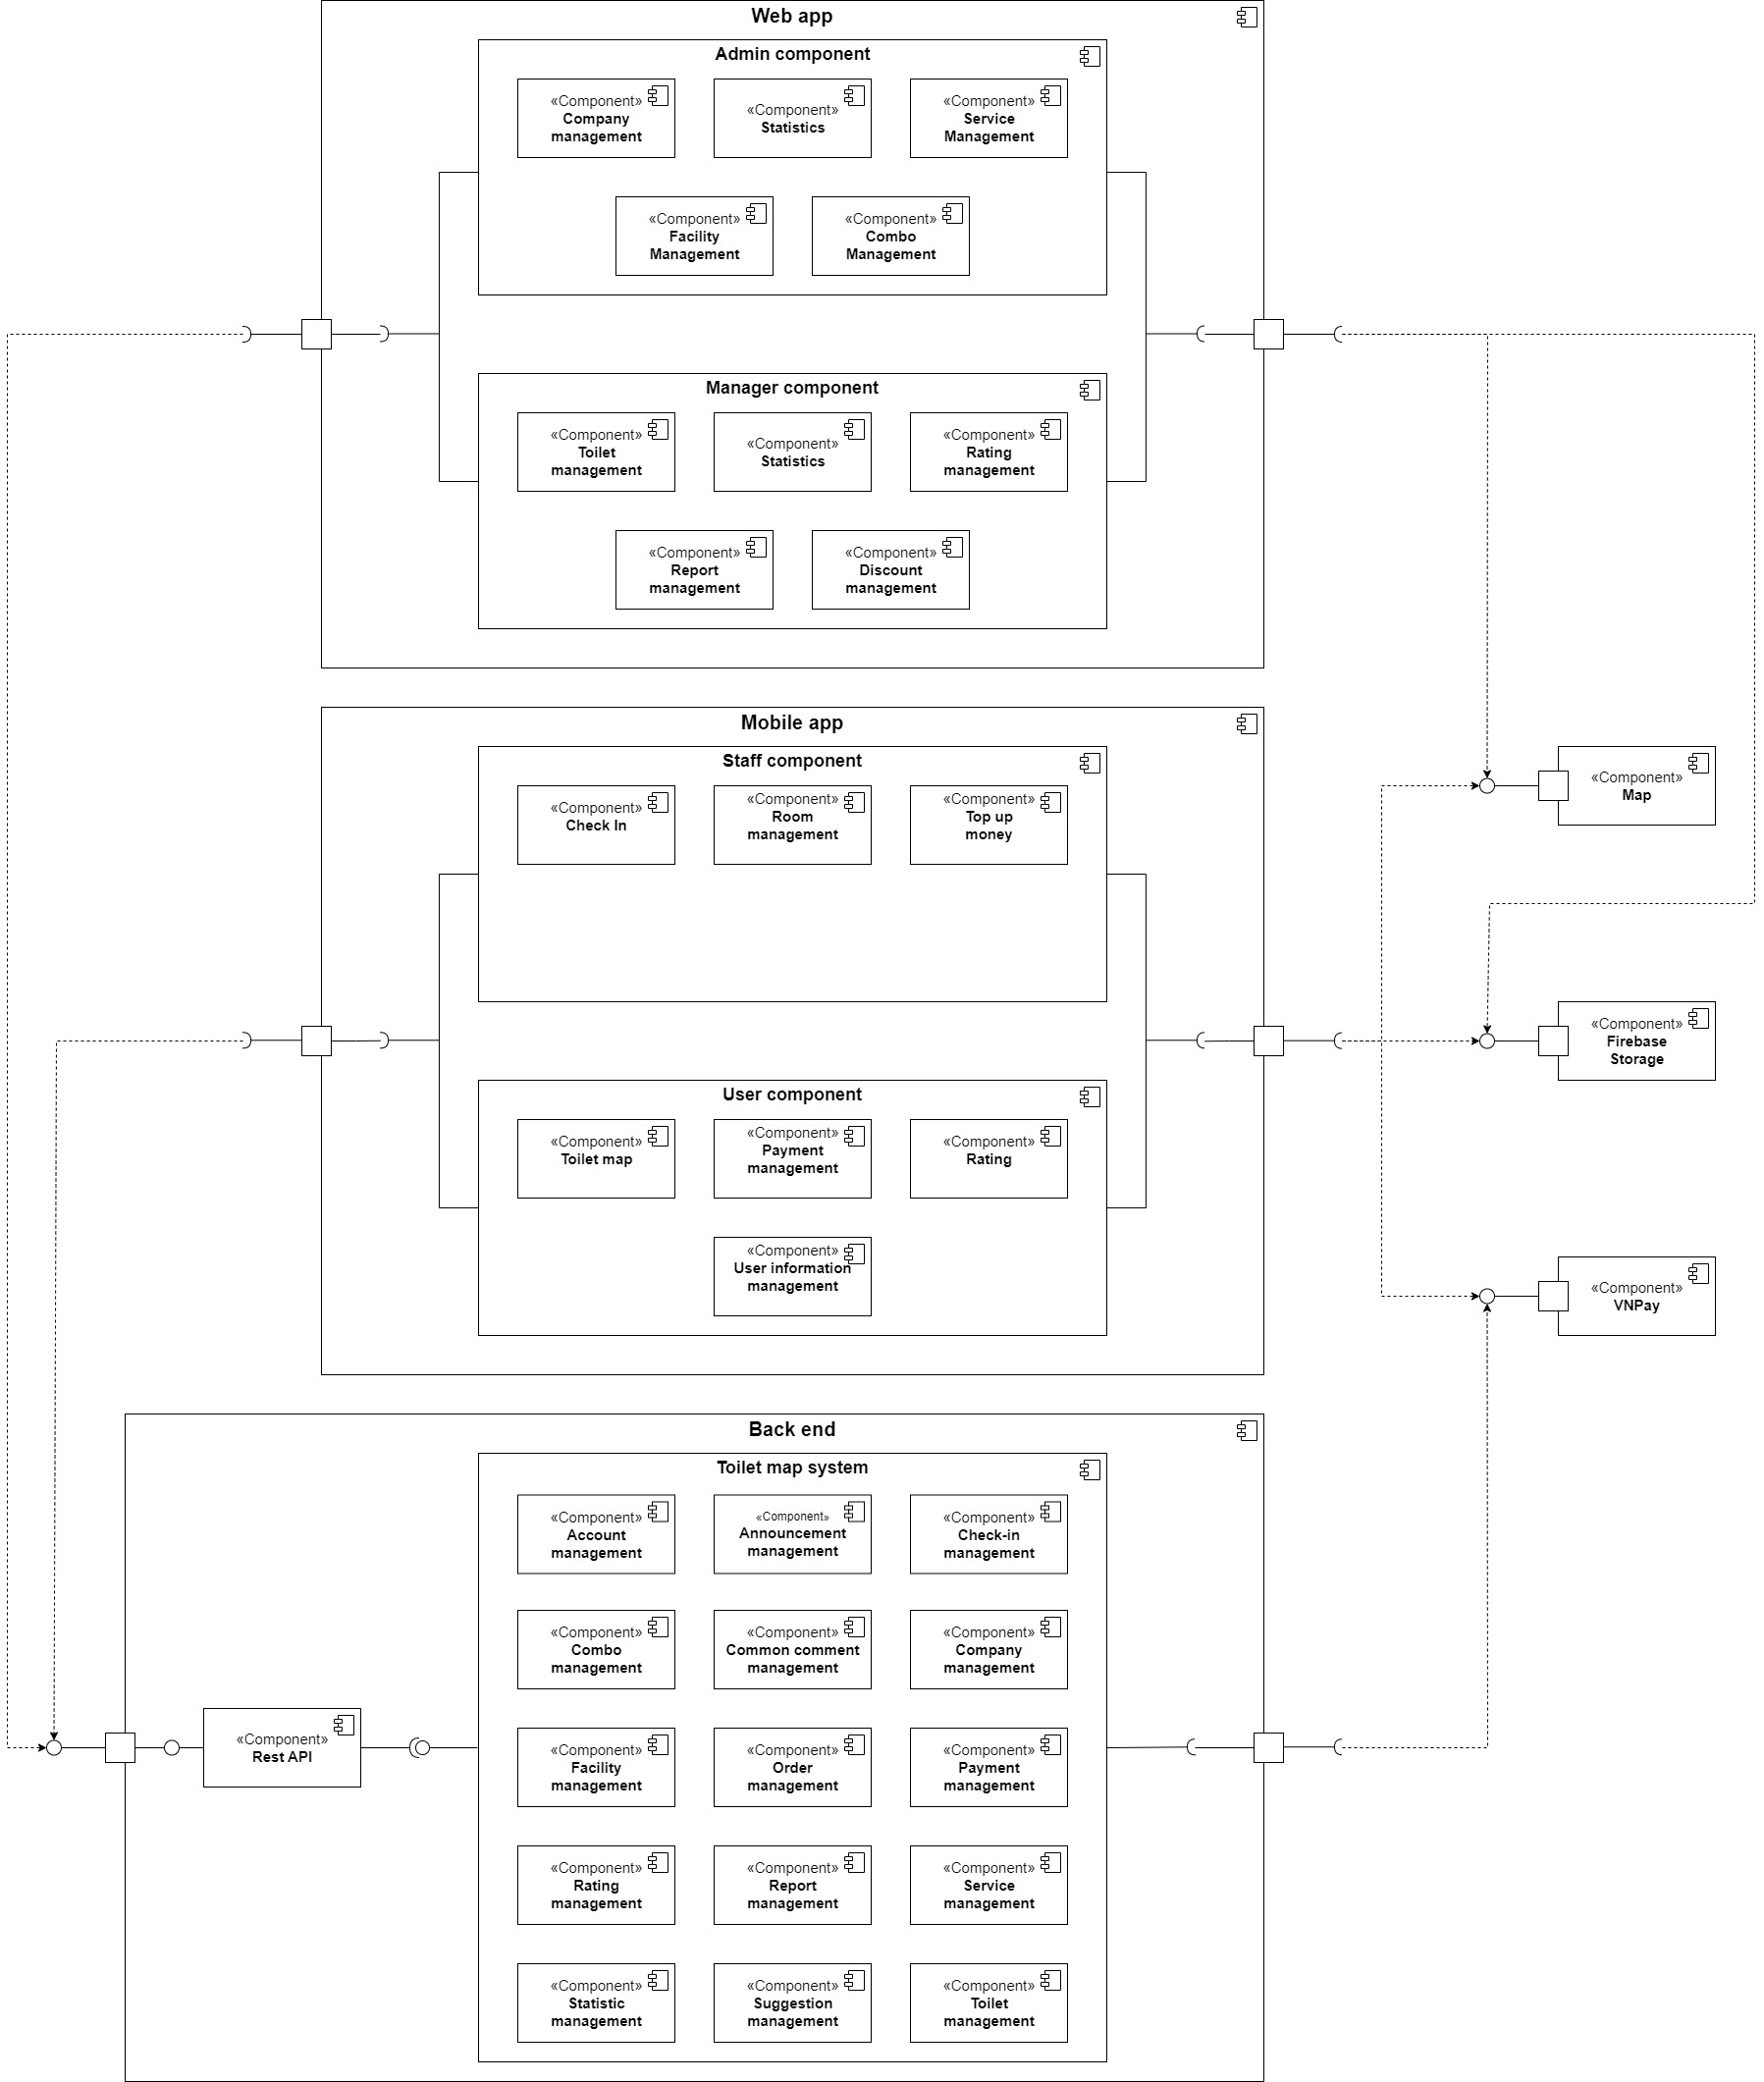 Web app
Admin component
«Component»
Company
management
«Component»
Statistics
«Component»
Service
Management
«Component»
Facility
Management
«Component»
Combo
Management
Manager component
«Component»
Toilet
management
«Component»
Statistics
«Component»
Rating
management
«Component»
Report
management
«Component»
Discount
management
Mobile app
Staff component
«Component»
Check In
«Component»
Room
management
«Component»
Top up
money
User component
«Component»
Toilet map
«Component»
Payment
management
«Component»
Rating
«Component»
User information
management
«Component»
Map
«Component»
Firebase
Storage
«Component»
VNPay
Back end
«Component»
Rest API
Toilet map system
«Component»
Account
management
«Component»
Announcement
management
«Component»
Check-in
management
«Component»
Combo
management
«Component»
Common comment
management
«Component»
Company
management
«Component»
Facility
management
«Component»
Order
management
«Component»
Payment
management
«Component»
Rating
management
«Component»
Report
management
«Component»
Service
management
«Component»
Statistic
management
«Component»
Suggestion
management
«Component»
Toilet
management